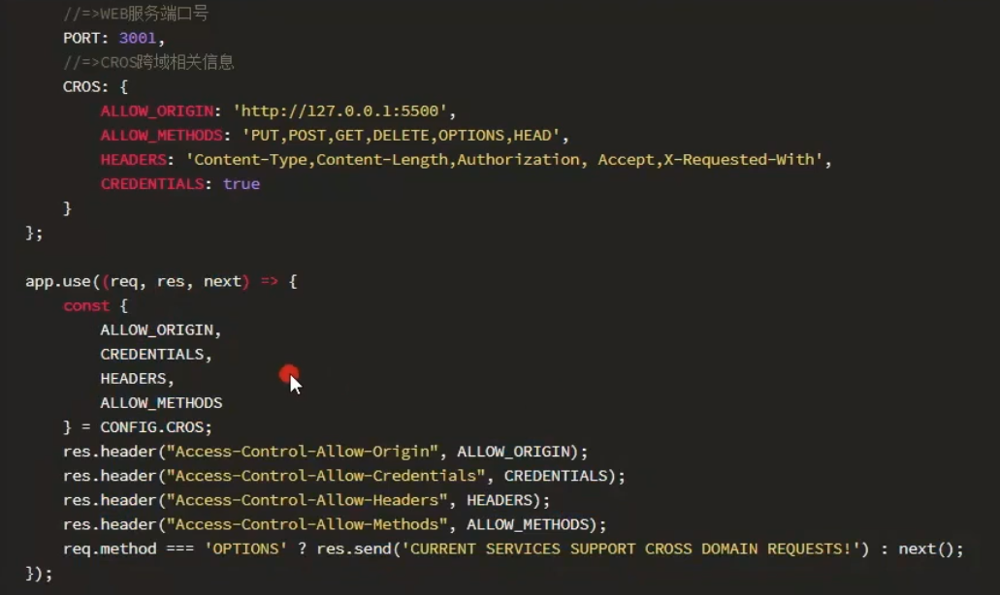 //=>WEB服务端口号
PORT: 3001,
//=>CROS跨域相关信息
CROS: {
ALLOW_ORIGIN: 'http://127.0.0.1:5500',
ALLOW_METHODS: 'PUT,POST,GET,DELETE,OPTIONS,HEAD',
HEADERS: 'Content-Type,Content-Length,Authorization, Accept,X-Requested-With',
CREDENTIALS: true
}
};
app.use((req, res, next) => {
const {
ALLOW_ORIGIN,
CREDENTIALS,
HEADERS,
ALLOW_METHODS
} = CONFIG.CROS;
res.header("Access-Control-Allow-Origin", ALLOW_ORIGIN);
res.header("Access-Control-Allow-Credentials", CREDENTIALS);
res.header("Access-Control-Allow-Headers", HEADERS);
res.header("Access-Control-Allow-Methods", ALLOW_METHODS);
req.method === 'OPTIONS' ? res.send('CURRENT SERVICES SUPPORT CROSS DOMAIN REQUESTS!') : next();
});